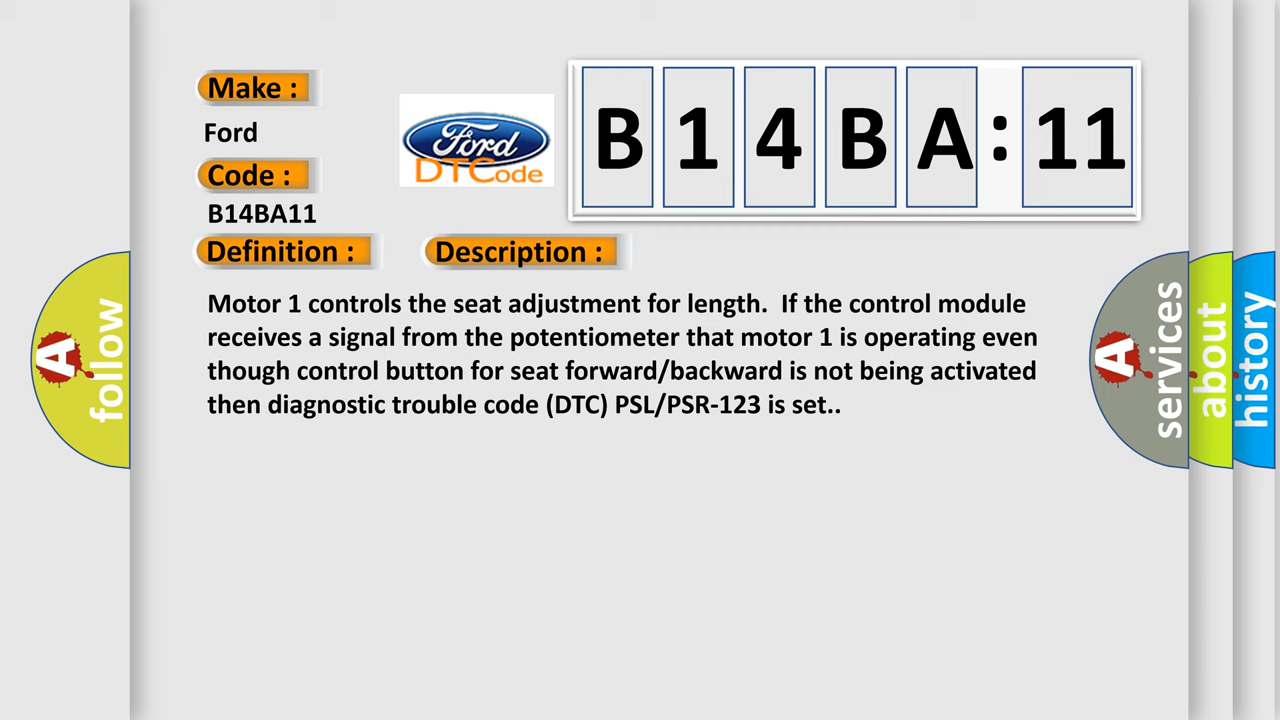 Make :
Ford
Code :
B14BA11
Ford
DTCode
B14BA:11
Definition :
Description :
Motor 1 controls the seat adjustment for length. If the control module
receives a signal from the potentiometer that motor 1 is operating even
though control button for seat forward/backward is not being activated
then diagnostic trouble code (DTC) PSL/PSR-123 is set..
A follow
A services
about
history